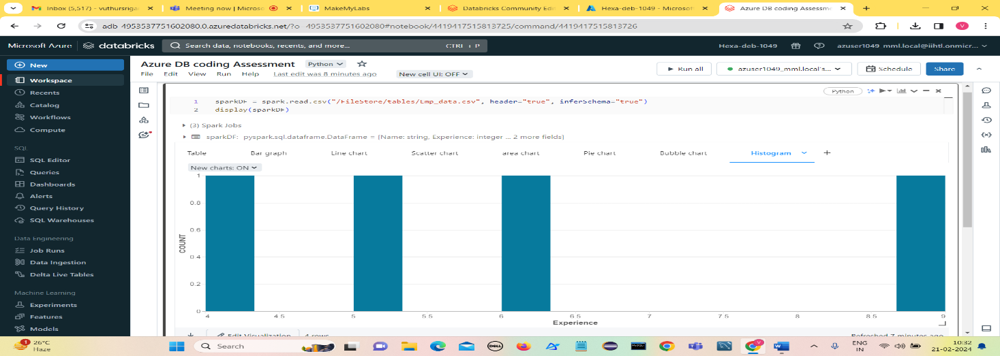 Inbox (5,517) - vuthursriga
Meeting now | Micros
MakeMyLabs
Databricks Community Edi
Hexa-deb-1049 - Microsof
Azure DB coding Assessm
adb 4953537751602080.0.azuredatabricks.net/?o 4953537751602080#notebook/4419417515813725/command/4419417515813726
V
Microsoft Azure databricks
Search data, notebooks, recents, and more...
CTRL + P
Hexa-deb-1049
azuser1049_mml.local@iihtl.onmicr...
New
Workspace
Recents
Catalog
Workflows
Compute
SQL
SQL Editor
Queries
Dashboards
Alerts
Query History
SQL Warehouses
Data Engineering
Job Runs
Data Ingestion
Delta Live Tables
Machine Learning
Experiments
Features
Models
Azure DB coding Assessment Python
File Edit View Run Help Last edit was 8 minutes ago New cell UI: OFF
Run all
azuser1049_mml.local's...
Schedule
Share
Python
1 sparkDF = spark.read.csv("/FileStore/tables/Emp_data.csv", header="true", inferSchema="true")
2 display(sparkDF)
(3) Spark Jobs
sparkDF: pyspark.sql.dataframe.DataFrame = [Name: string, Experience: integer ... 2 more fields]
Table Bar graph Line chart Scatter chart area chart Pie chart Bubble chart Histogram
New charts: ON
1
0.8
0.6
0.4
0.2
0
COUNT
4 4.5 5 5.5 6 6.5 7 7.5 8 8.5 9
Experience
Edit Visualization 4 rows
Refreshed 7 minutes ago
1
26°C
Haze
Search
DELL
ENG
IN
10:32
21-02-2024